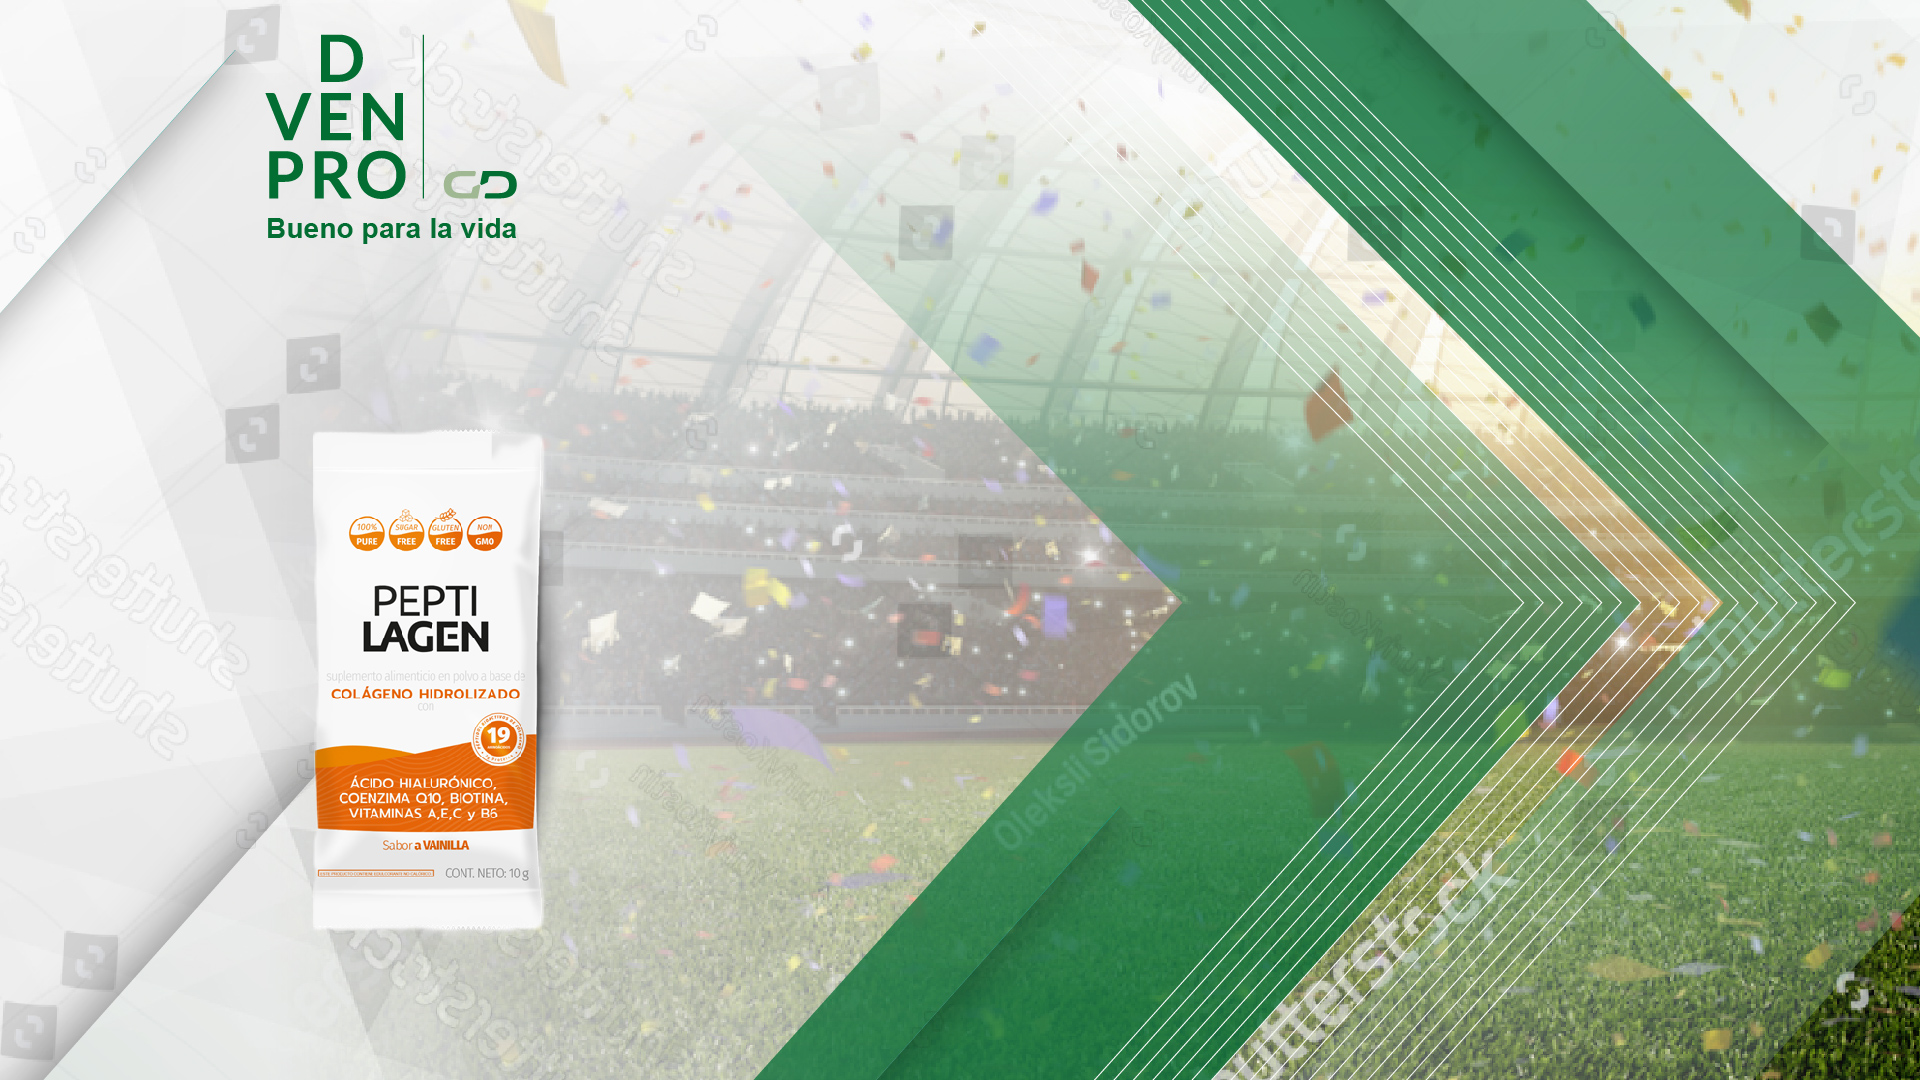 D
VEN
PRO
GD
Bueno para la vida
100%
PURE
SUGAR
FREE
GLUTEN
FREE
NON
GMO
PEPTI
LAGEN
suplemento alimenticio en polvo a base de
COLÁGENO HIDROLIZADO
con
19
ÁCIDO HIALURÓNICO,
COENZIMA Q10, BIOTINA,
VITAMINAS A,E,C y B6
Sabor a VAINILLA
CONT. NETO: 10 g
Oleksii Sidorov
shutterstock
shutterstock